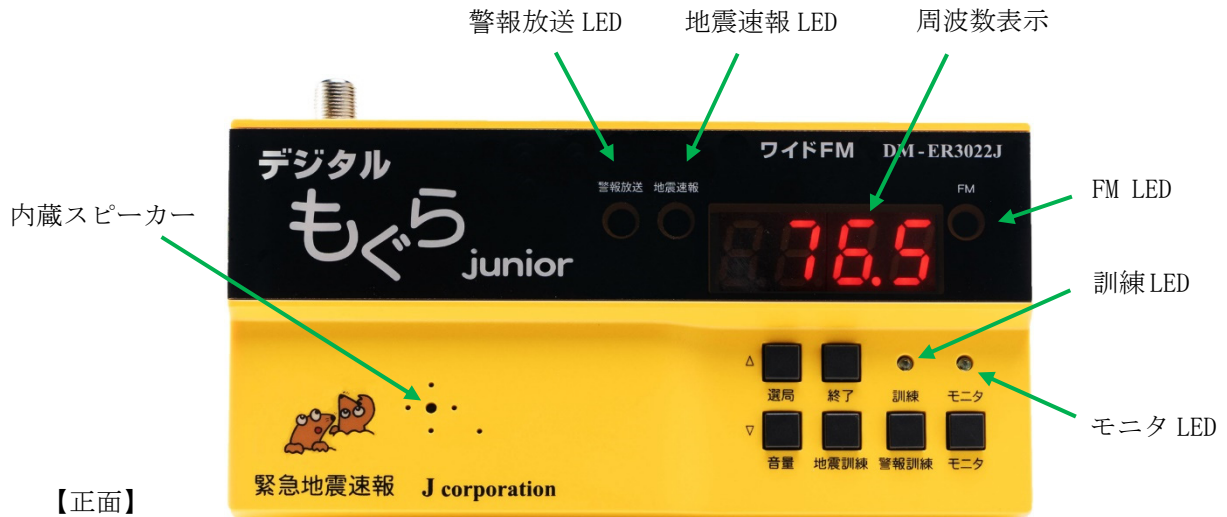 警報放送 LED
地震速報 LED
周波数表示
デジタル
もぐら
junior
ワイドFM DM-ER3022J
警報放送 地震速報
FM
76.5
FM LED
内蔵スピーカー
訓練 LED
△
選局 終了 訓練 モニタ
▽
音量 地震訓練 警報訓練 モニタ
モニタ LED
緊急地震速報 J corporation
【正面】